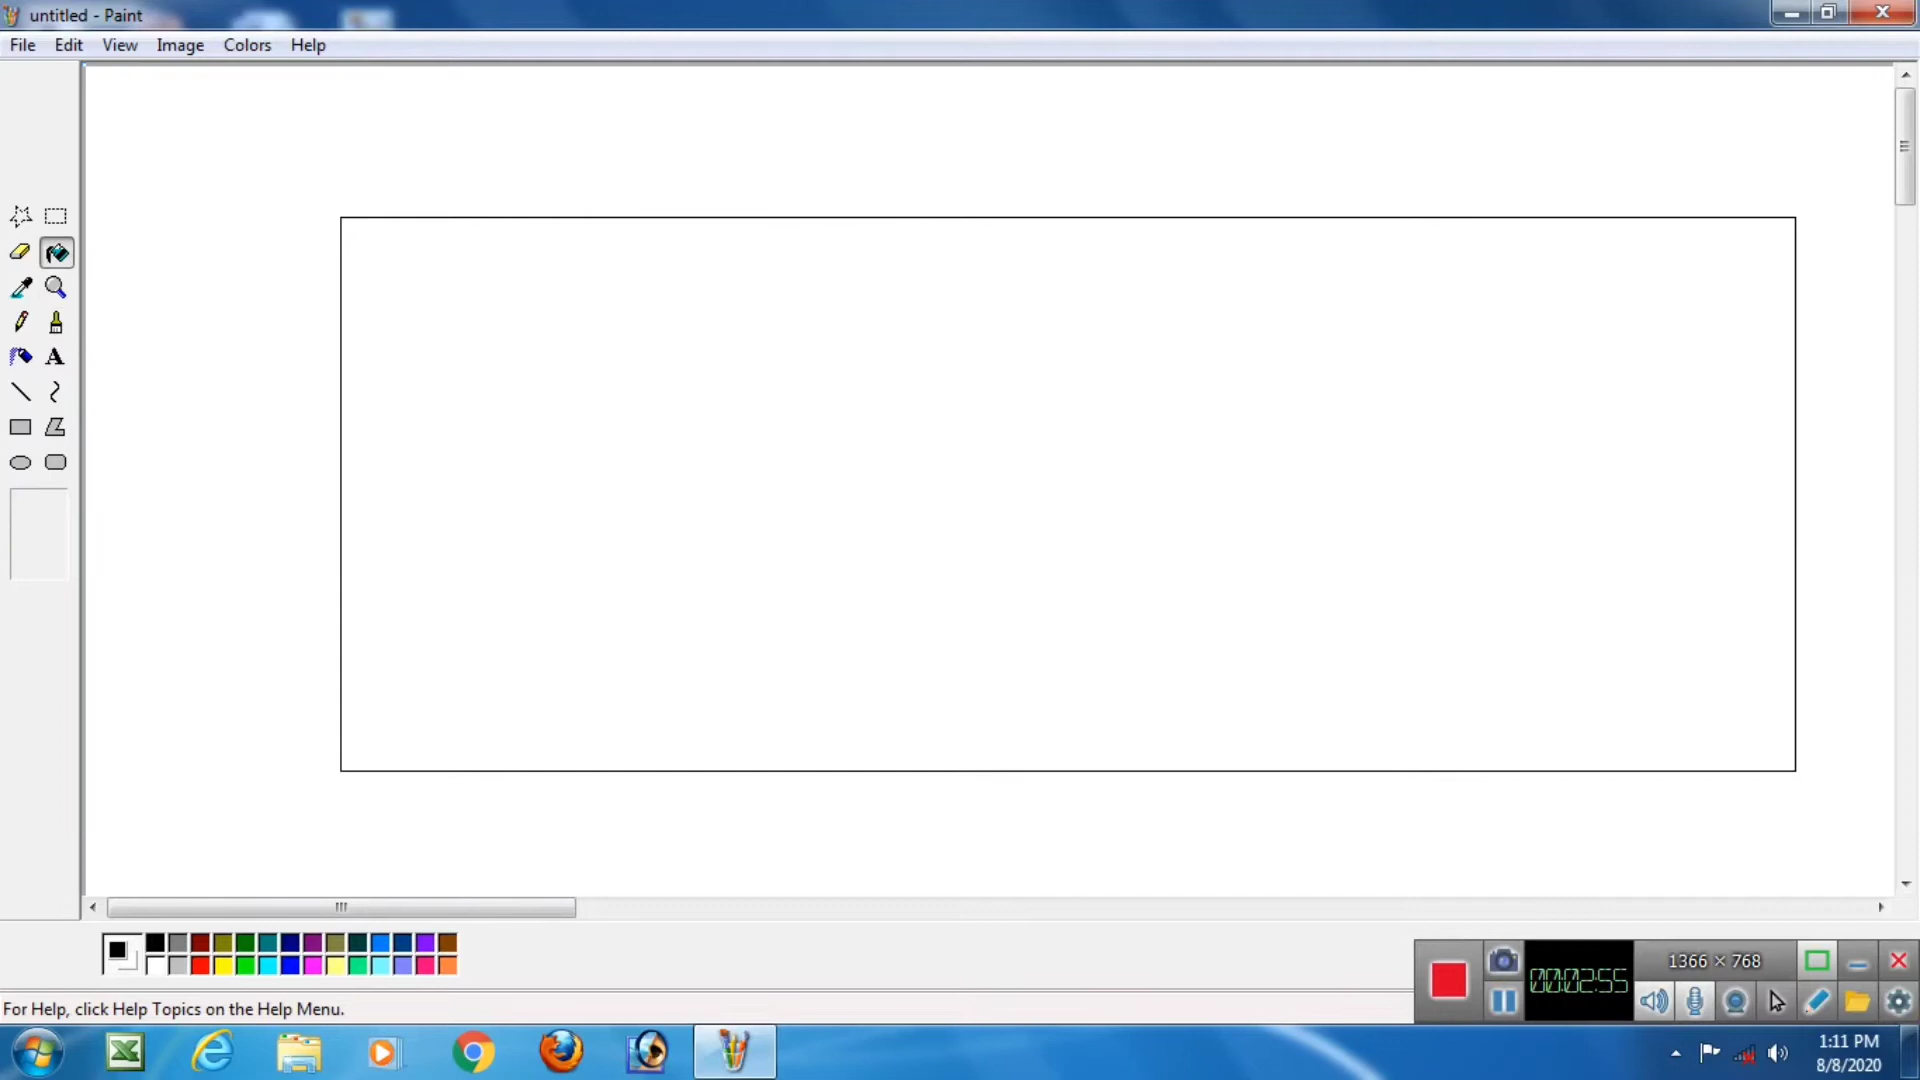 untitled - Paint
File Edit View Image Colors Help
A
1366 × 768
00:02:55
For Help, click Help Topics on the Help Menu.
1:11 PM
8/8/2020